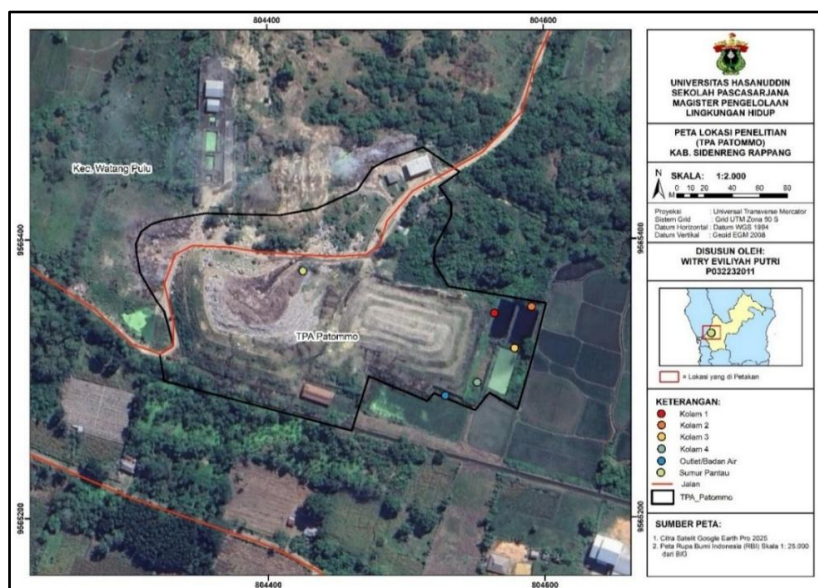 804400
804600
9565400
9565400
9565200
9565200
804400
804600
Kec. Watang Pulu
TPA Patommo
UNIVERSITAS HASANUDDIN
SEKOLAH PASCASARJANA
MAGISTER PENGELOLAAN
LINGKUNGAN HIDUP
PETA LOKASI PENELITIAN
(TPA PATOMMO)
KAB. SIDENRENG RAPPANG
N
SKALA: 1:2.000
M
0 10 20 40 60 80
Proyeksi : Universal Transverse Mercator
Sistem Grid : Grid UTM Zona 50 S
Datum Horizontal : Datum WGS 1984
Datum Vertikal : Geoid EGM 2008
DISUSUN OLEH:
WITRY EVILIYAH PUTRI
P032232011
= Lokasi yang di Petakan
KETERANGAN:
Kolam 1
Kolam 2
Kolam 3
Kolam 4
Outlet/Badan Air
Sumur Pantau
Jalan
TPA_Patommo
SUMBER PETA:
1. Citra Satelit Google Earth Pro 2025
2. Peta Rupa Bumi Indonesia (RBI) Skala 1: 25.000
dari BIG